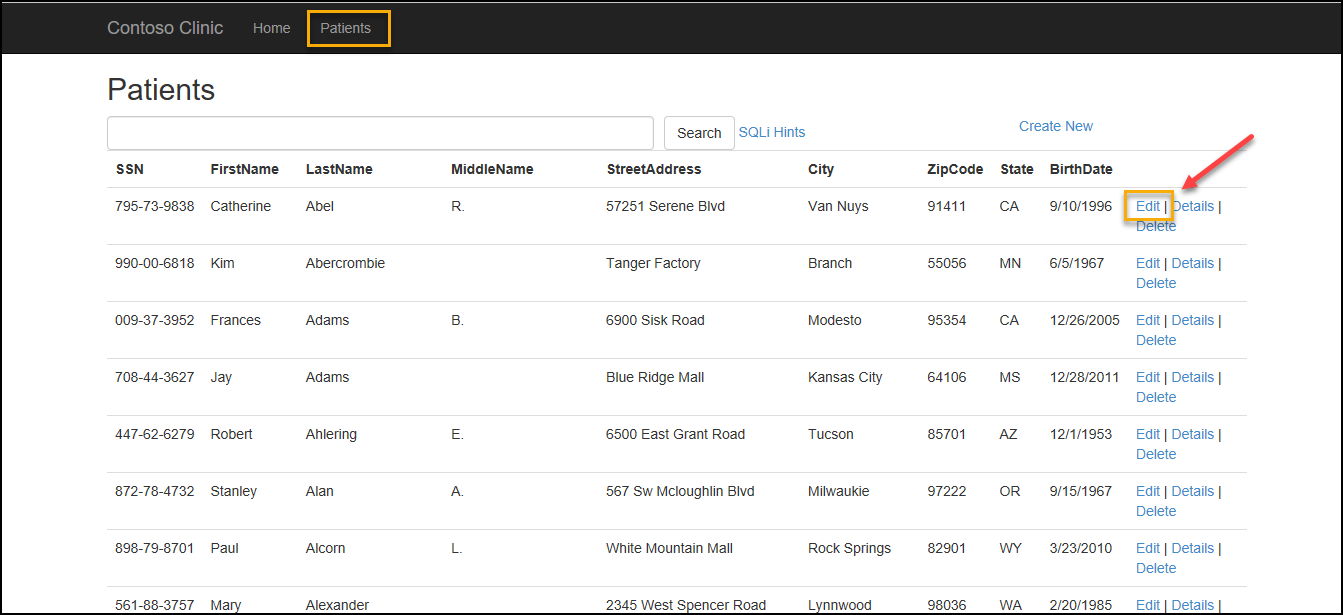 Contoso Clinic Home Patients
Patients
Search SQLi Hints Create New
SSN FirstName LastName MiddleName StreetAddress City ZipCode State BirthDate
795-73-9838 Catherine Abel R. 57251 Serene Blvd Van Nuys 91411 CA 9/10/1996 Edit | Details |
Delete
990-00-6818 Kim Abercrombie Tanger Factory Branch 55056 MN 6/5/1967 Edit | Details |
Delete
009-37-3952 Frances Adams B. 6900 Sisk Road Modesto 95354 CA 12/26/2005 Edit | Details |
Delete
708-44-3627 Jay Adams Blue Ridge Mall Kansas City 64106 MS 12/28/2011 Edit | Details |
Delete
447-62-6279 Robert Ahlering E. 6500 East Grant Road Tucson 85701 AZ 12/1/1953 Edit | Details |
Delete
872-78-4732 Stanley Alan A. 567 Sw Mcloughlin Blvd Milwaukie 97222 OR 9/15/1967 Edit | Details |
Delete
898-79-8701 Paul Alcorn L. White Mountain Mall Rock Springs 82901 WY 3/23/2010 Edit | Details |
Delete
561-88-3757 Mary Alexander 2345 West Spencer Road Lynnwood 98036 WA 2/20/1985 Edit | Details |